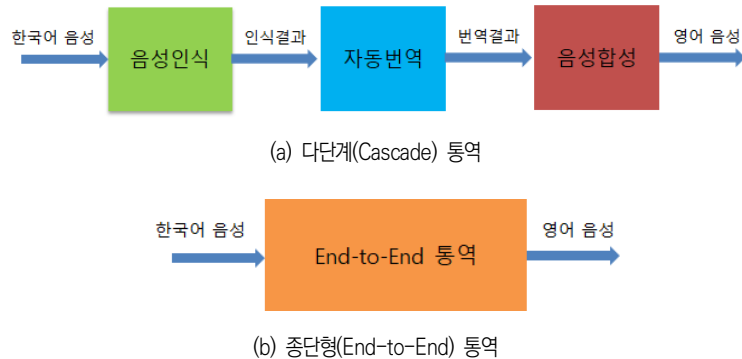 한국어 음성 인식결과 번역결과 영어 음성
음성인식 자동번역 음성합성
(a) 다단계(Cascade) 통역
한국어 음성 영어 음성
End-to-End 통역
(b) 종단형(End-to-End) 통역